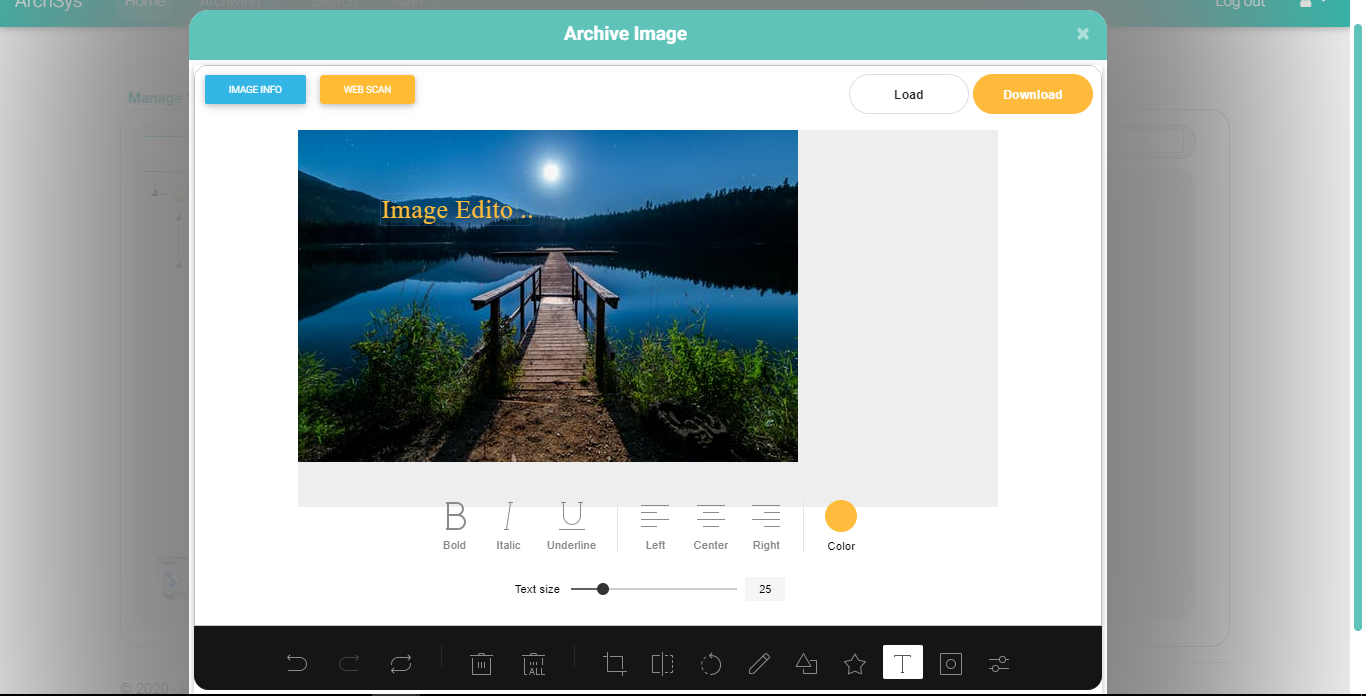 ArchSys Home Archiving Search Auth Log out
Archive Image ×
IMAGE INFO WEB SCAN Load Download
Manage
Image Edito ..
B I U
Bold Italic Underline Left Center Right Color
Text size 25
ALL T
© 2020